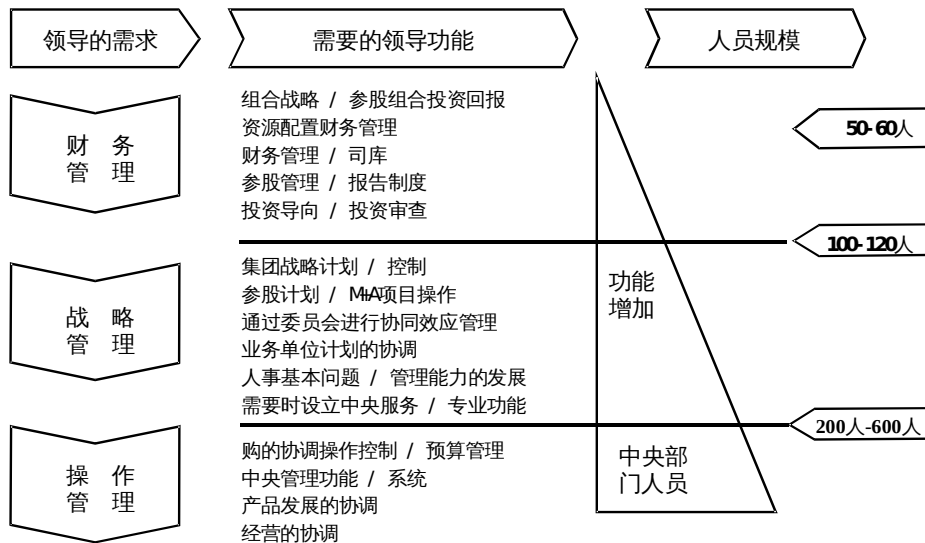 领导的需求
需要的领导功能
人员规模
财 务
管 理
组合战略 / 参股组合投资回报
资源配置财务管理
财务管理 / 司库
参股管理 / 报告制度
投资导向 / 投资审查
50-60人
100-120人
战 略
管 理
集团战略计划 / 控制
参股计划 / M+A项目操作
通过委员会进行协同效应管理
业务单位计划的协调
人事基本问题 / 管理能力的发展
需要时设立中央服务 / 专业功能
功能
增加
200人-600人
操 作
管 理
购的协调操作控制 / 预算管理
中央管理功能 / 系统
产品发展的协调
经营的协调
中央部
门人员